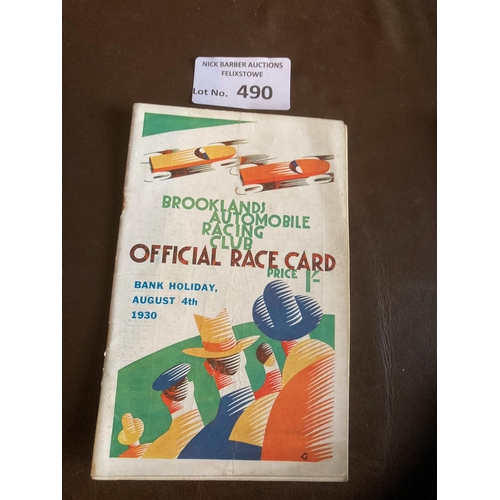 NICK BARBER AUCTIONS
FELIXSTOWE
Lot No. 490
BROOKLANDS
AUTOMOBILE
RACING
CLUB
OFFICIAL RACE CARD
PRICE 1/-
BANK HOLIDAY,
AUGUST 4th
1930